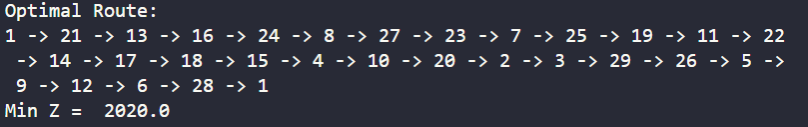 Optimal Route:
1 -> 21 -> 13 -> 16 -> 24 -> 8 -> 27 -> 23 -> 7 -> 25 -> 19 -> 11 -> 22
-> 14 -> 17 -> 18 -> 15 -> 4 -> 10 -> 20 -> 2 -> 3 -> 29 -> 26 -> 5 ->
9 -> 12 -> 6 -> 28 -> 1
Min Z =  2020.0